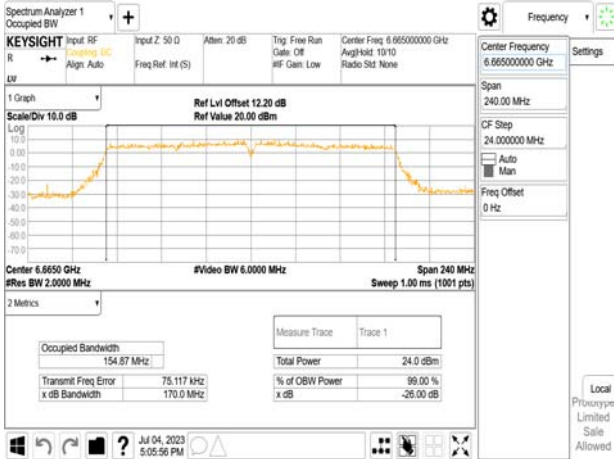 Spectrum Analyzer 1
Occupied BW
Frequency
KEYSIGHT
Input: RF
Coupling: DC
Align: Auto
Input Z: 50 Ω
Freq Ref: Int (S)
Atten: 20 dB
Trig: Free Run
Gate: Off
#IF Gain: Low
Center Freq: 6.665000000 GHz
Avg|Hold: 10/10
Radio Std: None
R
LXI
Center Frequency
6.665000000 GHz
Settings
Span
240.00 MHz
CF Step
24.000000 MHz
Auto
Man
Freq Offset
0 Hz
1 Graph
Ref Lvl Offset 12.20 dB
Scale/Div 10.0 dB
Ref Value 20.00 dBm
Log
10.0
0.00
-10.0
-20.0
-30.0
-40.0
-50.0
-60.0
-70.0
Center 6.6650 GHz
#Video BW 6.0000 MHz
Span 240 MHz
#Res BW 2.0000 MHz
Sweep 1.00 ms (1001 pts)
2 Metrics
Measure Trace
Trace 1
Occupied Bandwidth
154.87 MHz
Total Power
24.0 dBm
Transmit Freq Error
75.117 kHz
% of OBW Power
99.00 %
x dB Bandwidth
170.0 MHz
x dB
-26.00 dB
Local
Prototype
Limited
Sale
Allowed
?
Jul 04, 2023
5:05:56 PM